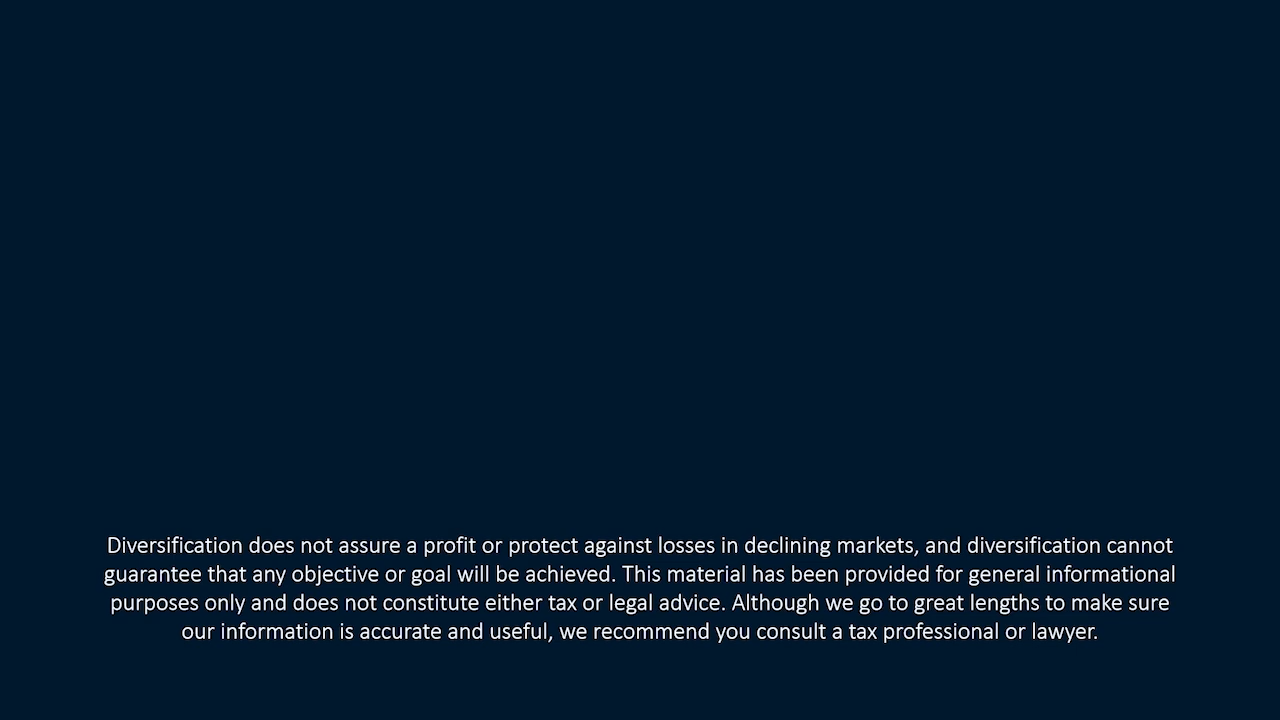 Diversification does not assure a profit or protect against losses in declining markets, and diversification cannot
guarantee that any objective or goal will be achieved. This material has been provided for general informational
purposes only and does not constitute either tax or legal advice. Although we go to great lengths to make sure
our information is accurate and useful, we recommend you consult a tax professional or lawyer.